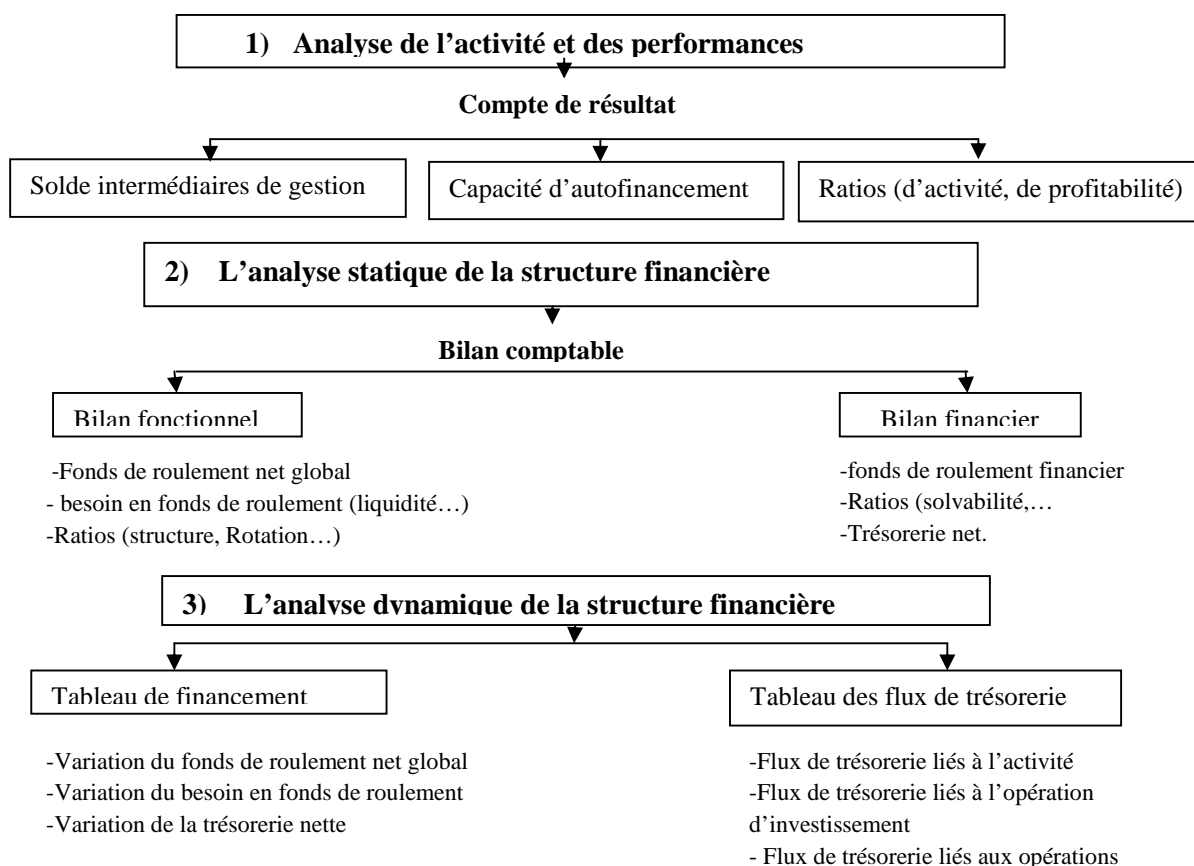 1) Analyse de l’activité et des performances
Compte de résultat
Solde intermédiaires de gestion
Capacité d’autofinancement
Ratios (d’activité, de profitabilité)
2) L’analyse statique de la structure financière
Bilan comptable
Bilan fonctionnel
Bilan financier
-Fonds de roulement net global
- besoin en fonds de roulement (liquidité…)
-Ratios (structure, Rotation…)
-fonds de roulement financier
-Ratios (solvabilité,…
-Trésorerie net.
3) L’analyse dynamique de la structure financière
Tableau de financement
Tableau des flux de trésorerie
-Variation du fonds de roulement net global
-Variation du besoin en fonds de roulement
-Variation de la trésorerie nette
-Flux de trésorerie liés à l’activité
-Flux de trésorerie liés à l’opération
d’investissement
- Flux de trésorerie liés aux opérations